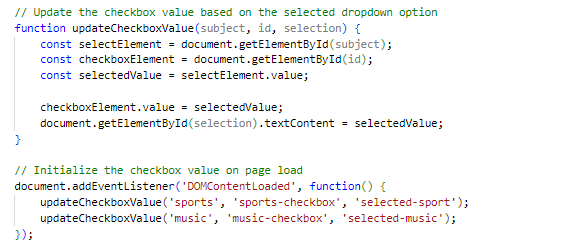 // Update the checkbox value based on the selected dropdown option
function updateCheckboxValue(subject, id, selection) {
    const selectElement = document.getElementById(subject);
    const checkboxElement = document.getElementById(id);
    const selectedValue = selectElement.value;

    checkboxElement.value = selectedValue;
    document.getElementById(selection).textContent = selectedValue;
}

// Initialize the checkbox value on page load
document.addEventListener('DOMContentLoaded', function() {
    updateCheckboxValue('sports', 'sports-checkbox', 'selected-sport');
    updateCheckboxValue('music', 'music-checkbox', 'selected-music');
});